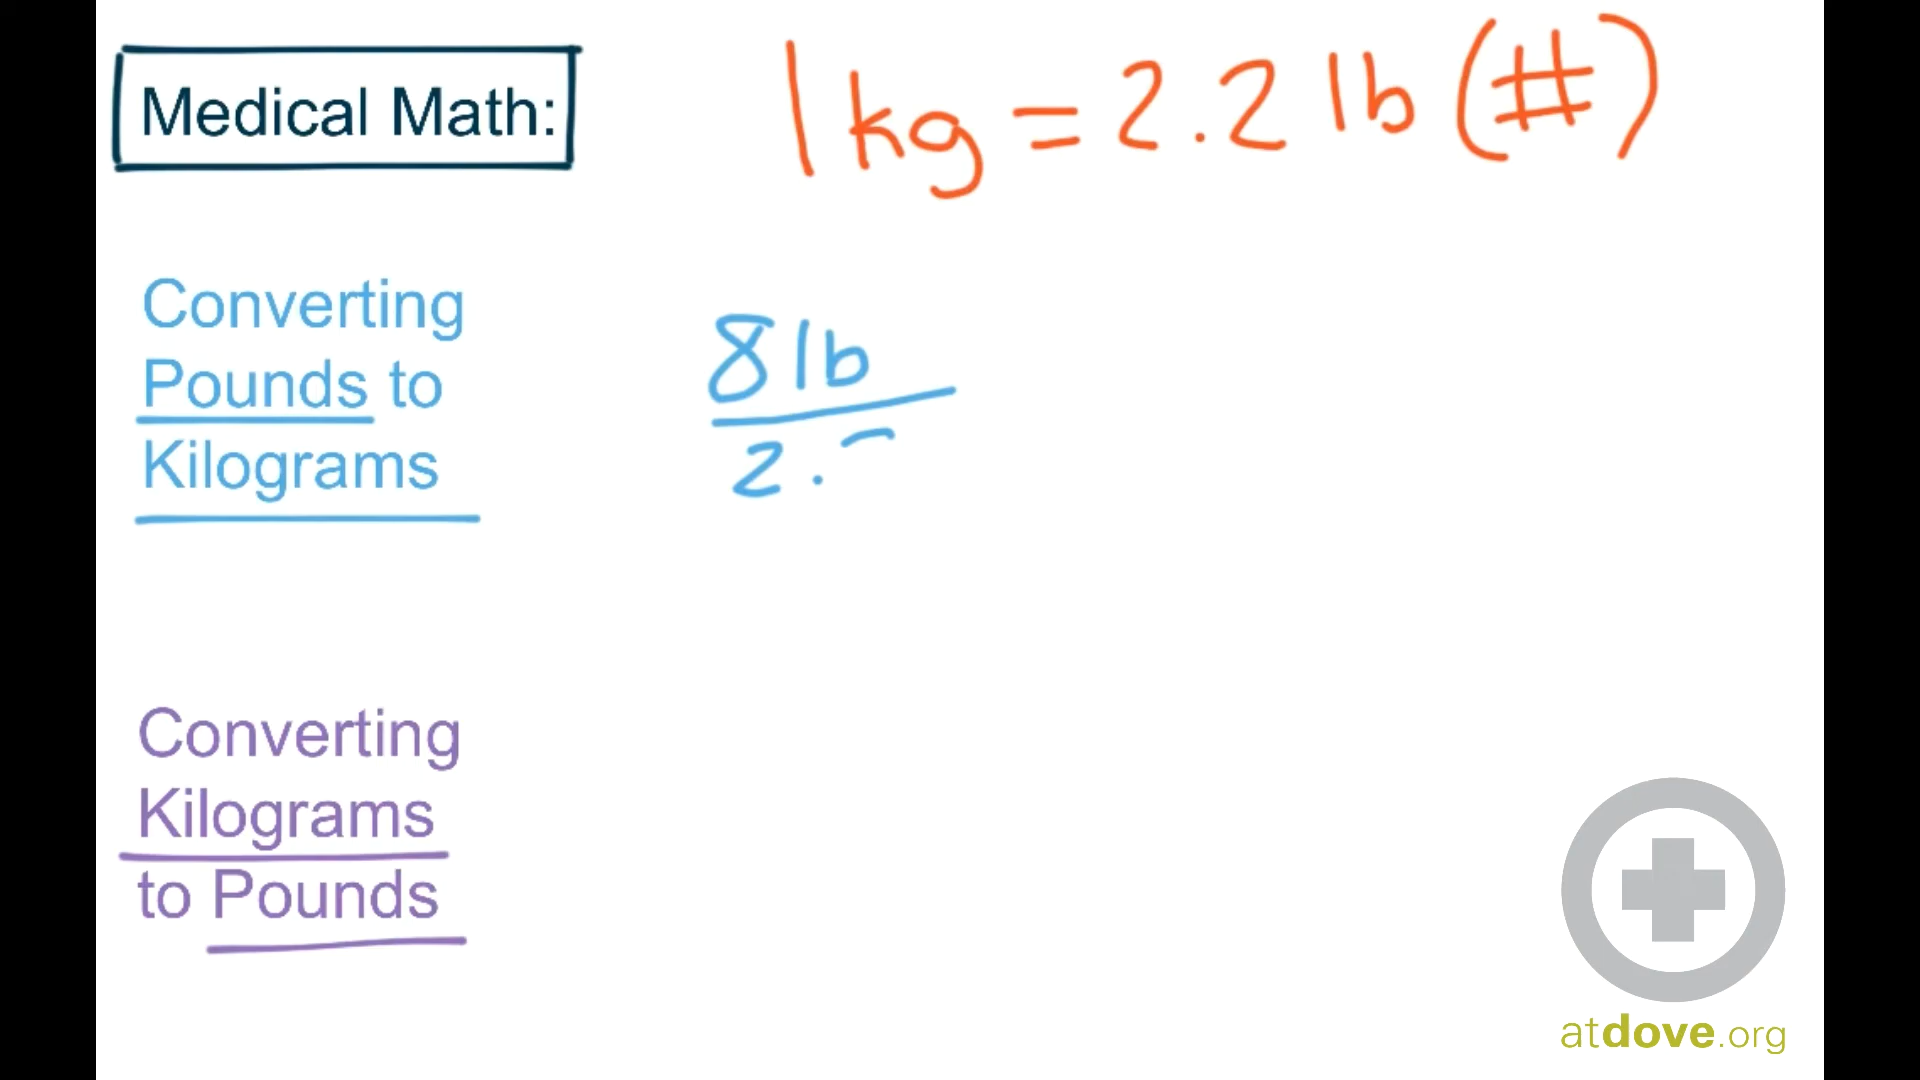 Medical Math:
1 kg = 2.2 lb (#)
Converting
Pounds to
Kilograms
8 lb
2.
Converting
Kilograms
to Pounds
atdove.org